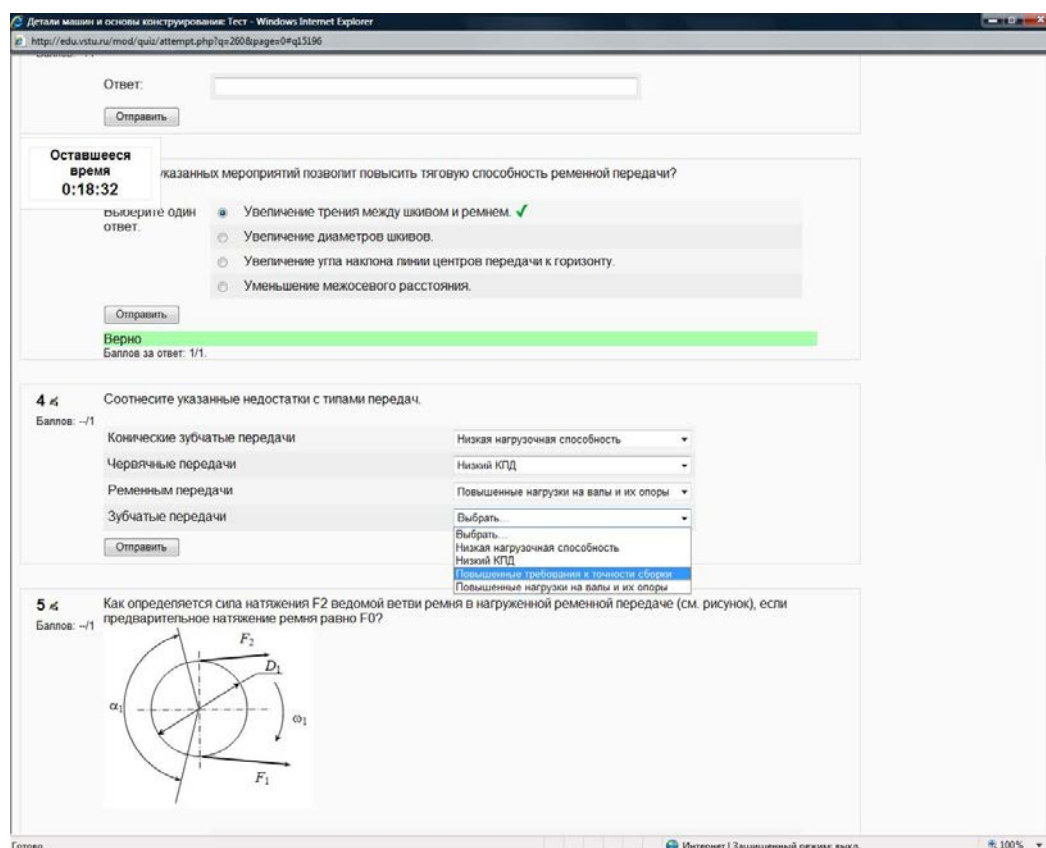 Детали машин и основы конструирования: Тест - Windows Internet Explorer
http://edu.vstu.ru/mod/quiz/attempt.php?q=260&page=0#q15196
Ответ:
Отправить
Оставшееся
время
0:18:32
указанных мероприятий позволит повысить тяговую способность ременной передачи?
Выберите один
ответ.
Увеличение трения между шкивом и ремнем. ✓
Увеличение диаметров шкивов.
Увеличение угла наклона линии центров передачи к горизонту.
Уменьшение межосевого расстояния.
Отправить
Верно
Баллов за ответ: 1/1.
4 Соотнесите указанные недостатки с типами передач.
Баллов: --/1
Конические зубчатые передачи Низкая нагрузочная способность
Червячные передачи Низкий КПД
Ременным передачи Повышенные нагрузки на валы и их опоры
Зубчатые передачи Выбрать...
Выбрать...
Низкая нагрузочная способность
Низкий КПД
Повышенные требования к точности сборки
Повышенные нагрузки на валы и их опоры
Отправить
5 Как определяется сила натяжения F2 ведомой ветви ремня в нагруженной ременной передаче (см. рисунок), если
Баллов: --/1 предварительное натяжение ремня равно F0?
F₂
D₁
α₁
ω₁
F₁
Готово
Интернет | Защищенный режим: выкл.
100%